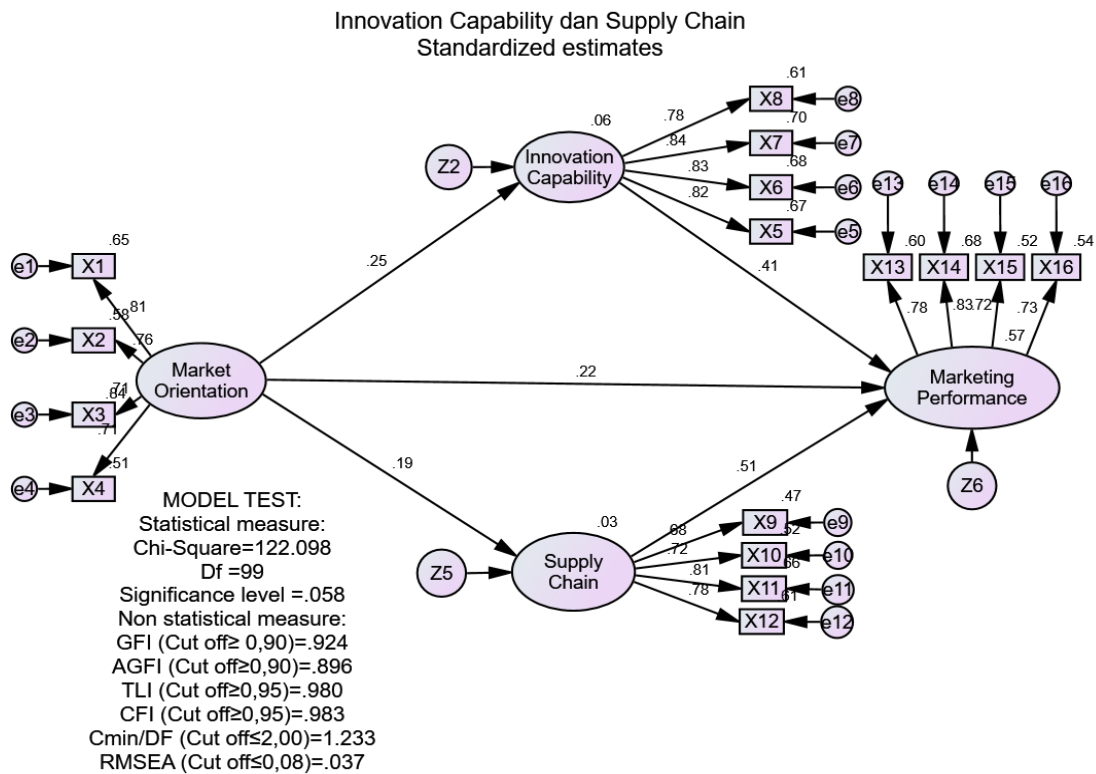 Innovation Capability dan Supply Chain
Standardized estimates
.61
X8
e8
.78
.70
.06
.84
X7
e7
Innovation
Capability
Z2
.83
.68
X6
e6
.82
.67
X5
e5
e13
e14
e15
e16
.60
.68
.52
.54
X13
X14
X15
X16
.65
e1
X1
.25
.41
.78
.83
.72
.73
.57
.81
.58
e2
X2
.76
Market
Orientation
.22
Marketing
Performance
.71
.84
e3
X3
.71
.51
e4
X4
.19
.51
Z6
MODEL TEST:
Statistical measure:
Chi-Square=122.098
Df =99
Significance level =.058
Non statistical measure:
GFI (Cut off≥ 0,90)=.924
AGFI (Cut off≥0,90)=.896
TLI (Cut off≥0,95)=.980
CFI (Cut off≥0,95)=.983
Cmin/DF (Cut off≤2,00)=1.233
RMSEA (Cut off≤0,08)=.037
.03
Z5
Supply
Chain
.47
.68
X9
e9
.52
.72
X10
e10
.66
.81
X11
e11
.61
.78
X12
e12